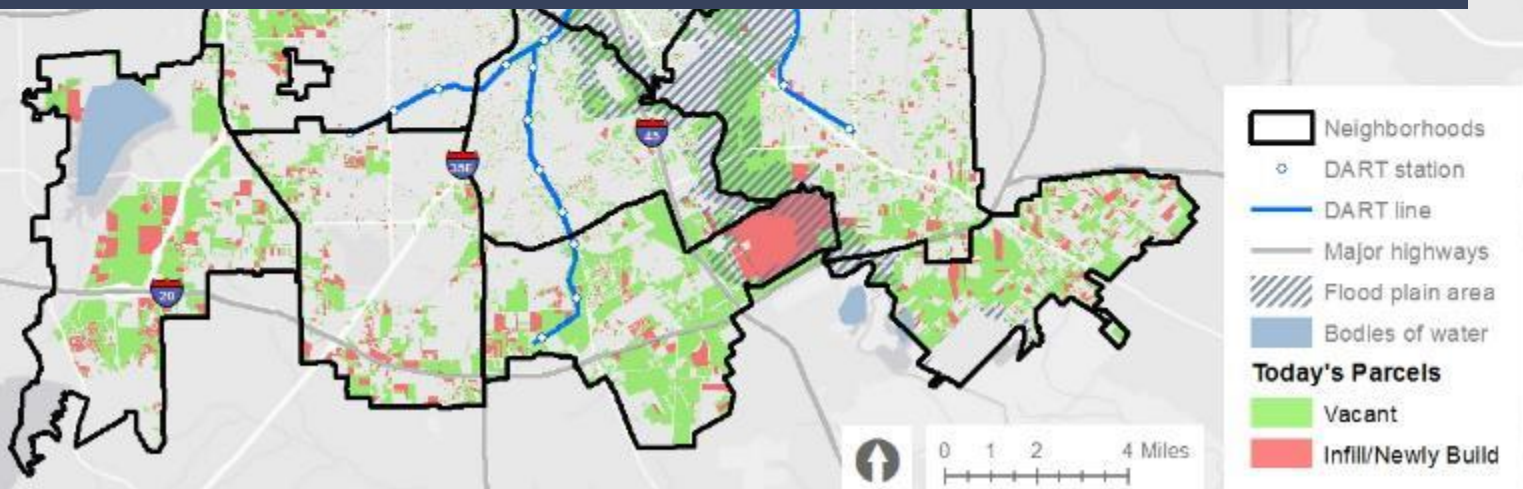 45
35E
20
Neighborhoods
DART station
DART line
Major highways
Flood plain area
Bodies of water
Today's Parcels
Vacant
Infill/Newly Build
0 1 2 4 Miles